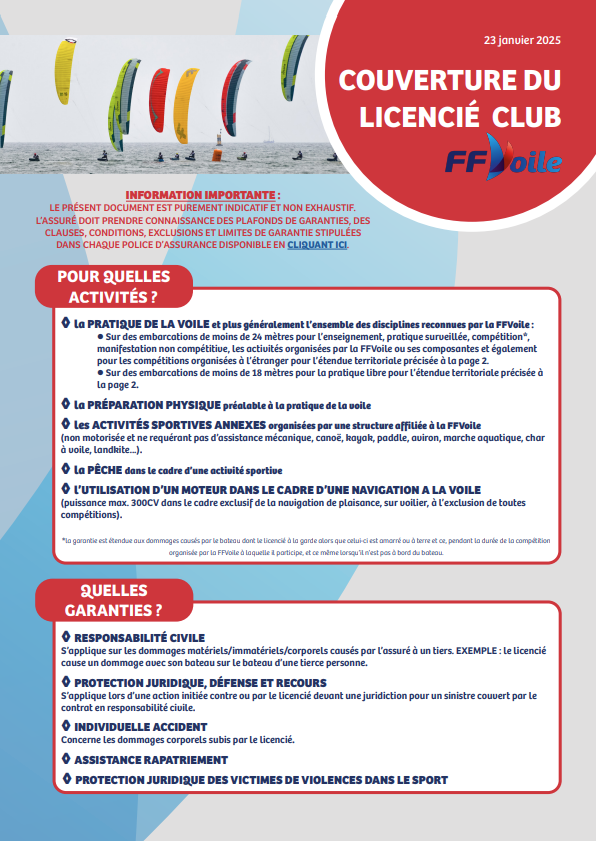 23 janvier 2025
COUVERTURE DU
LICENCIÉ CLUB
FFVoile
INFORMATION IMPORTANTE :
LE PRÉSENT DOCUMENT EST PUREMENT INDICATIF ET NON EXHAUSTIF.
L'ASSURÉ DOIT PRENDRE CONNAISSANCE DES PLAFONDS DE GARANTIES, DES
CLAUSES, CONDITIONS, EXCLUSIONS ET LIMITES DE GARANTIE STIPULÉES
DANS CHAQUE POLICE D'ASSURANCE DISPONIBLE EN CLIQUANT ICI.
POUR QUELLES
ACTIVITÉS ?
la PRATIQUE DE LA VOILE et plus généralement l'ensemble des disciplines reconnues par la FFVoile :
● Sur des embarcations de moins de 24 mètres pour l'enseignement, pratique surveillée, compétition*,
manifestation non compétitive, les activités organisées par la FFVoile ou ses composantes et également
pour les compétitions organisées à l'étranger pour l'étendue territoriale précisée à la page 2.
● Sur des embarcations de moins de 18 mètres pour la pratique libre pour l'étendue territoriale précisée à
la page 2.
la PRÉPARATION PHYSIQUE préalable à la pratique de la voile
les ACTIVITÉS SPORTIVES ANNEXES organisées par une structure affiliée à la FFVoile
(non motorisée et ne requérant pas d'assistance mécanique, canoë, kayak, paddle, aviron, marche aquatique, char
à voile, landkite...).
la PÊCHE dans le cadre d'une activité sportive
L'UTILISATION D'UN MOTEUR DANS LE CADRE D'UNE NAVIGATION A LA VOILE
(puissance max. 300CV dans le cadre exclusif de la navigation de plaisance, sur voilier, à l'exclusion de toutes
compétitions).
*la garantie est étendue aux dommages causés par le bateau dont le licencié à la garde alors que celui-ci est amarré ou à terre et ce, pendant la durée de la compétition
organisée par la FFVoile à laquelle il participe, et ce même lorsqu'il n'est pas à bord du bateau.
QUELLES
GARANTIES ?
RESPONSABILITÉ CIVILE
S'applique sur les dommages matériels/immatériels/corporels causés par l'assuré à un tiers. EXEMPLE : le licencié
cause un dommage avec son bateau sur le bateau d'une tierce personne.
PROTECTION JURIDIQUE, DÉFENSE ET RECOURS
S'applique lors d'une action initiée contre ou par le licencié devant une juridiction pour un sinistre couvert par le
contrat en responsabilité civile.
INDIVIDUELLE ACCIDENT
Concerne les dommages corporels subis par le licencié.
ASSISTANCE RAPATRIEMENT
PROTECTION JURIDIQUE DES VICTIMES DE VIOLENCES DANS LE SPORT